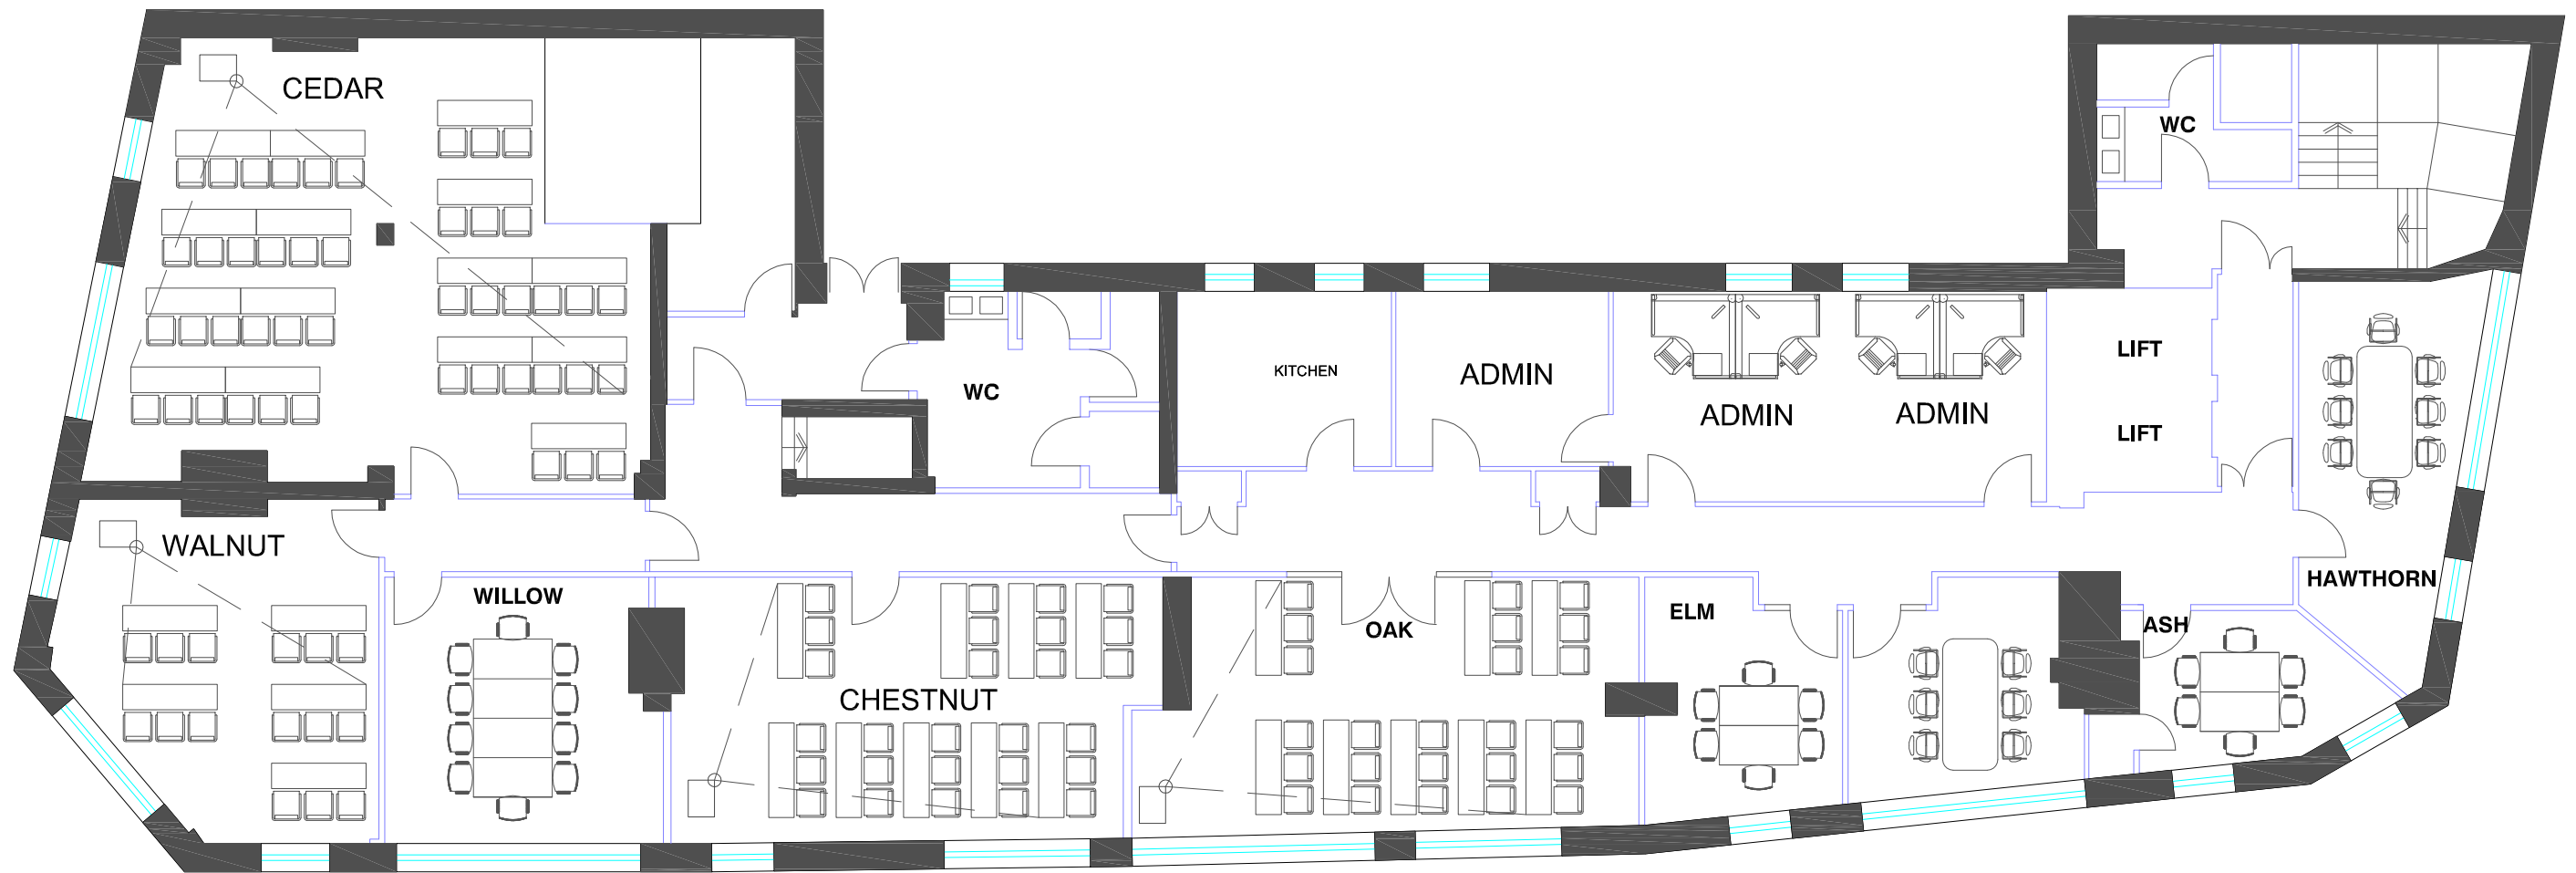 CEDAR
WC
LIFT
KITCHEN
ADMIN
WC
ADMIN
ADMIN
LIFT
WALNUT
HAWTHORN
WILLOW
ELM
OAK
ASH
CHESTNUT